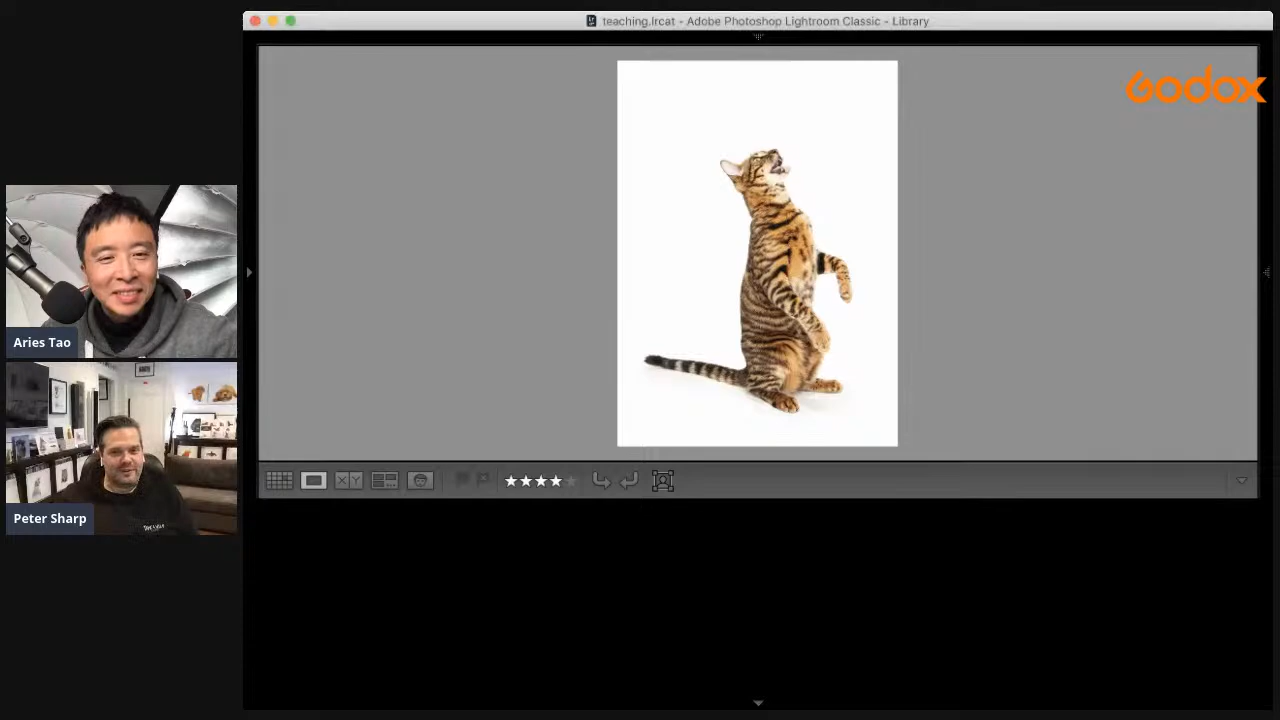 teaching.lrcat - Adobe Photoshop Lightroom Classic - Library
Godox
Aries Tao
Peter Sharp
X Y